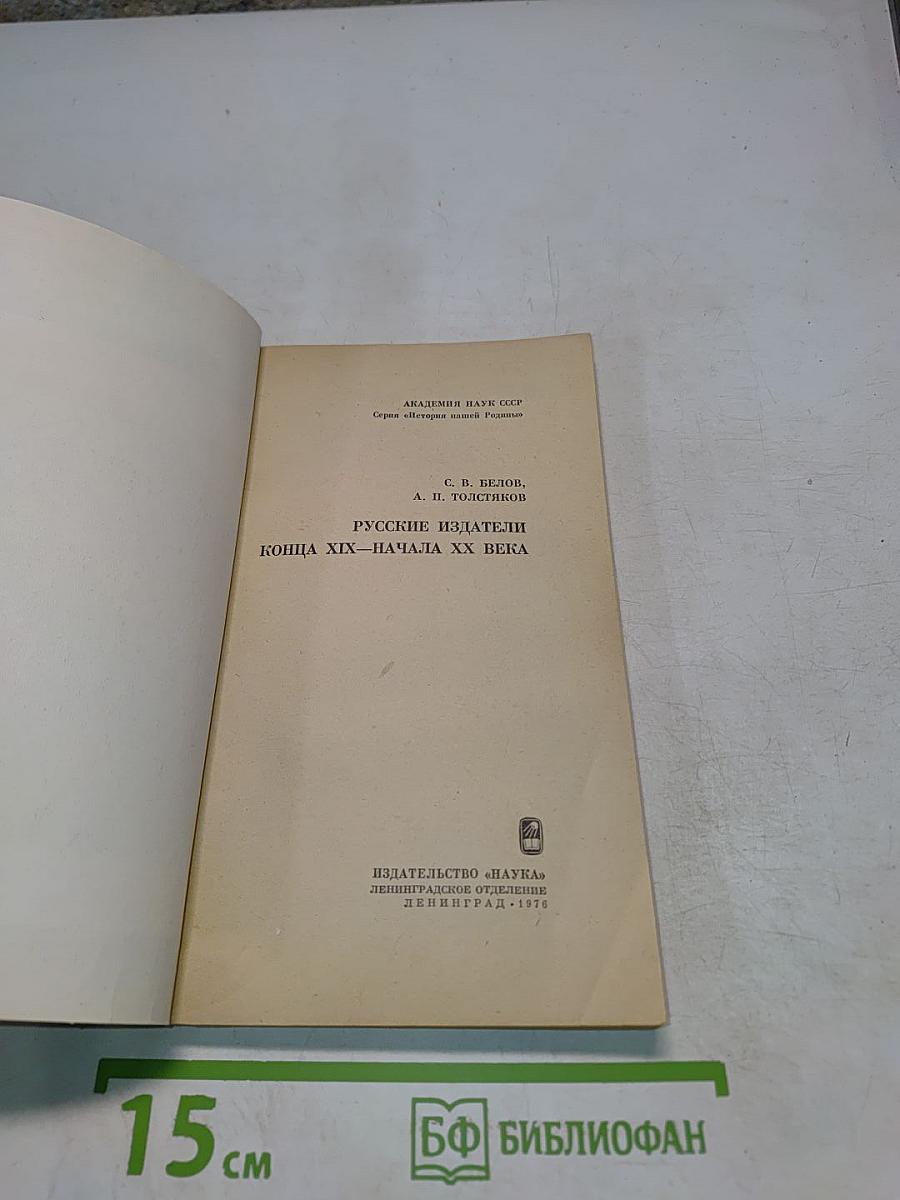 АКАДЕМИЯ НАУК СССР
Серия «История нашей Родины»
С. В. БЕЛОВ,
А. П. ТОЛСТЯКОВ
РУССКИЕ ИЗДАТЕЛИ
КОНЦА XIX—НАЧАЛА XX ВЕКА
ИЗДАТЕЛЬСТВО «НАУКА»
ЛЕНИНГРАДСКОЕ ОТДЕЛЕНИЕ
ЛЕНИНГРАД · 1976
15 см
БФ БИБЛИОФАН